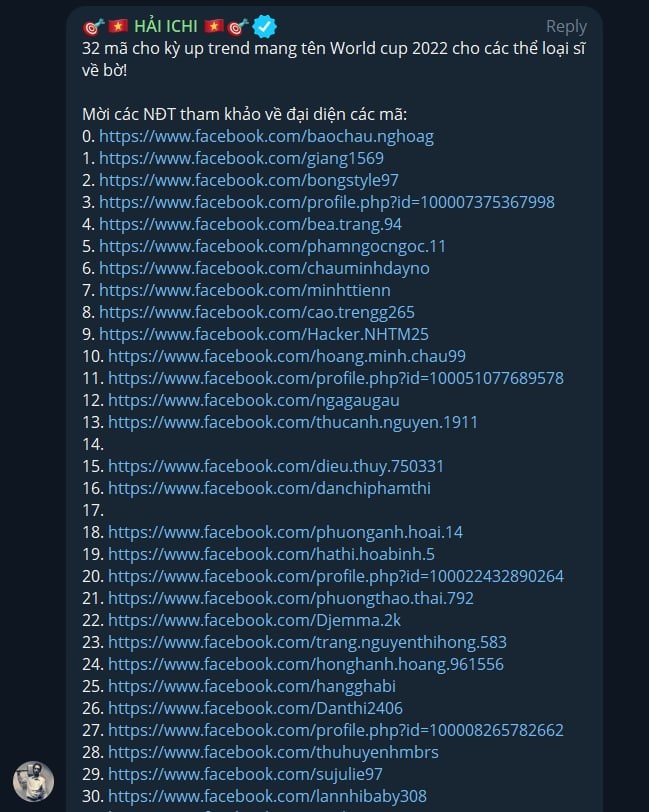 HẢI ICHI
Reply
32 mã cho kỳ up trend mang tên World cup 2022 cho các thể loại sĩ
về bờ!
Mời các NĐT tham khảo về đại diện các mã:
0. https://www.facebook.com/baochau.nghoag
1. https://www.facebook.com/giang1569
2. https://www.facebook.com/bongstyle97
3. https://www.facebook.com/profile.php?id=100007375367998
4. https://www.facebook.com/bea.trang.94
5. https://www.facebook.com/phamngocngoc.11
6. https://www.facebook.com/chauminhdayno
7. https://www.facebook.com/minhttienn
8. https://www.facebook.com/cao.trengg265
9. https://www.facebook.com/Hacker.NHTM25
10. https://www.facebook.com/hoang.minh.chau99
11. https://www.facebook.com/profile.php?id=100051077689578
12. https://www.facebook.com/ngagaugau
13. https://www.facebook.com/thucanh.nguyen.1911
14.
15. https://www.facebook.com/dieu.thuy.750331
16. https://www.facebook.com/danchiphamthi
17.
18. https://www.facebook.com/phuonganh.hoai.14
19. https://www.facebook.com/hathi.hoabinh.5
20. https://www.facebook.com/profile.php?id=100022432890264
21. https://www.facebook.com/phuongthao.thai.792
22. https://www.facebook.com/Djemma.2k
23. https://www.facebook.com/trang.nguyenthihong.583
24. https://www.facebook.com/honghanh.hoang.961556
25. https://www.facebook.com/hangghabi
26. https://www.facebook.com/Danthi2406
27. https://www.facebook.com/profile.php?id=100008265782662
28. https://www.facebook.com/thuhuyenhmbrs
29. https://www.facebook.com/sujulie97
30. https://www.facebook.com/lannhibaby308